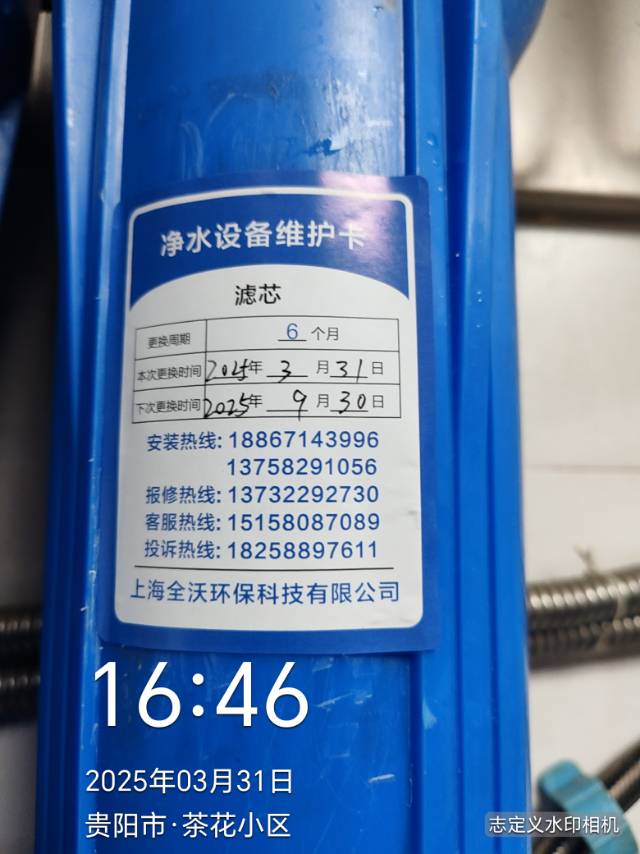 净水设备维护卡
滤芯
更换周期 6 个月
本次更换时间 2025年 3 月 31 日
下次更换时间 2025年 9 月 30 日
安装热线: 18867143996
13758291056
报修热线: 13732292730
客服热线: 15158087089
投诉热线: 18258897611
上海全沃环保科技有限公司
16:46
2025年03月31日
贵阳市·茶花小区
志定义水印相机